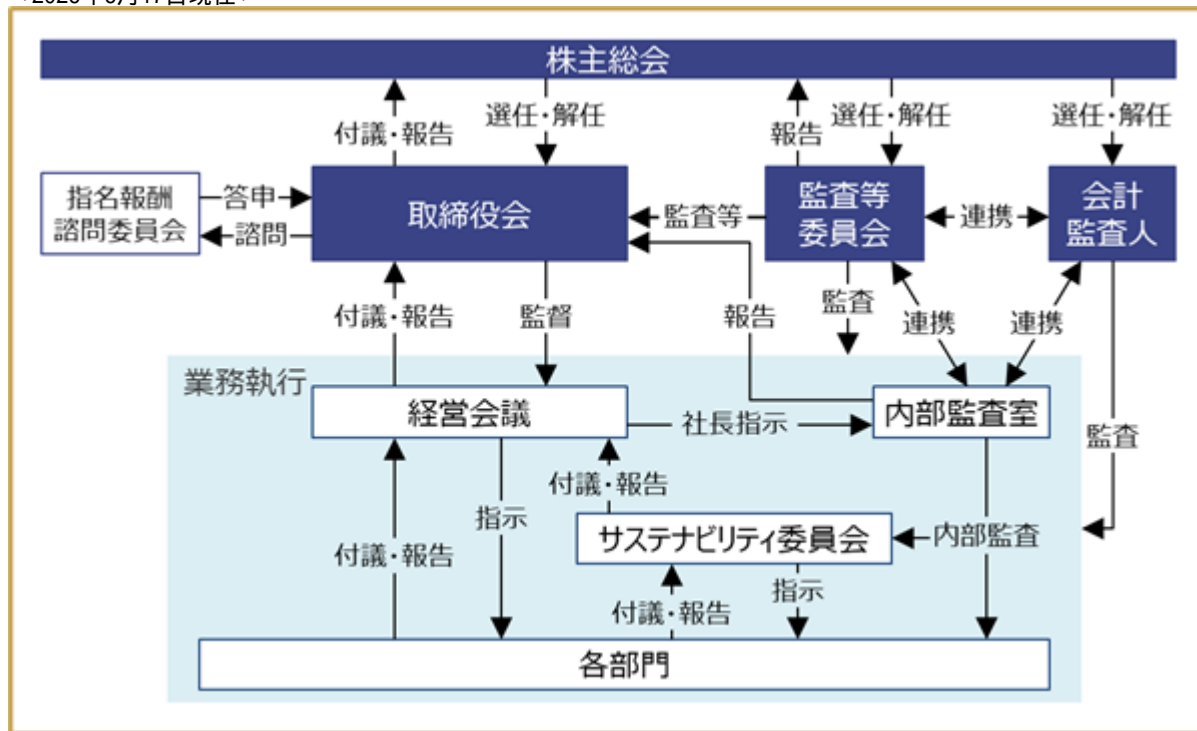 株主総会
付議・報告
選任・解任
報告
選任・解任
選任・解任
指名報酬
諮問委員会
答申
諮問
取締役会
監査等
監査等
委員会
連携
会計
監査人
付議・報告
監督
報告
監査
連携
連携
監査
業務執行
経営会議
社長指示
内部監査室
付議・報告
指示
サステナビリティ委員会
内部監査
付議・報告
付議・報告
指示
各部門